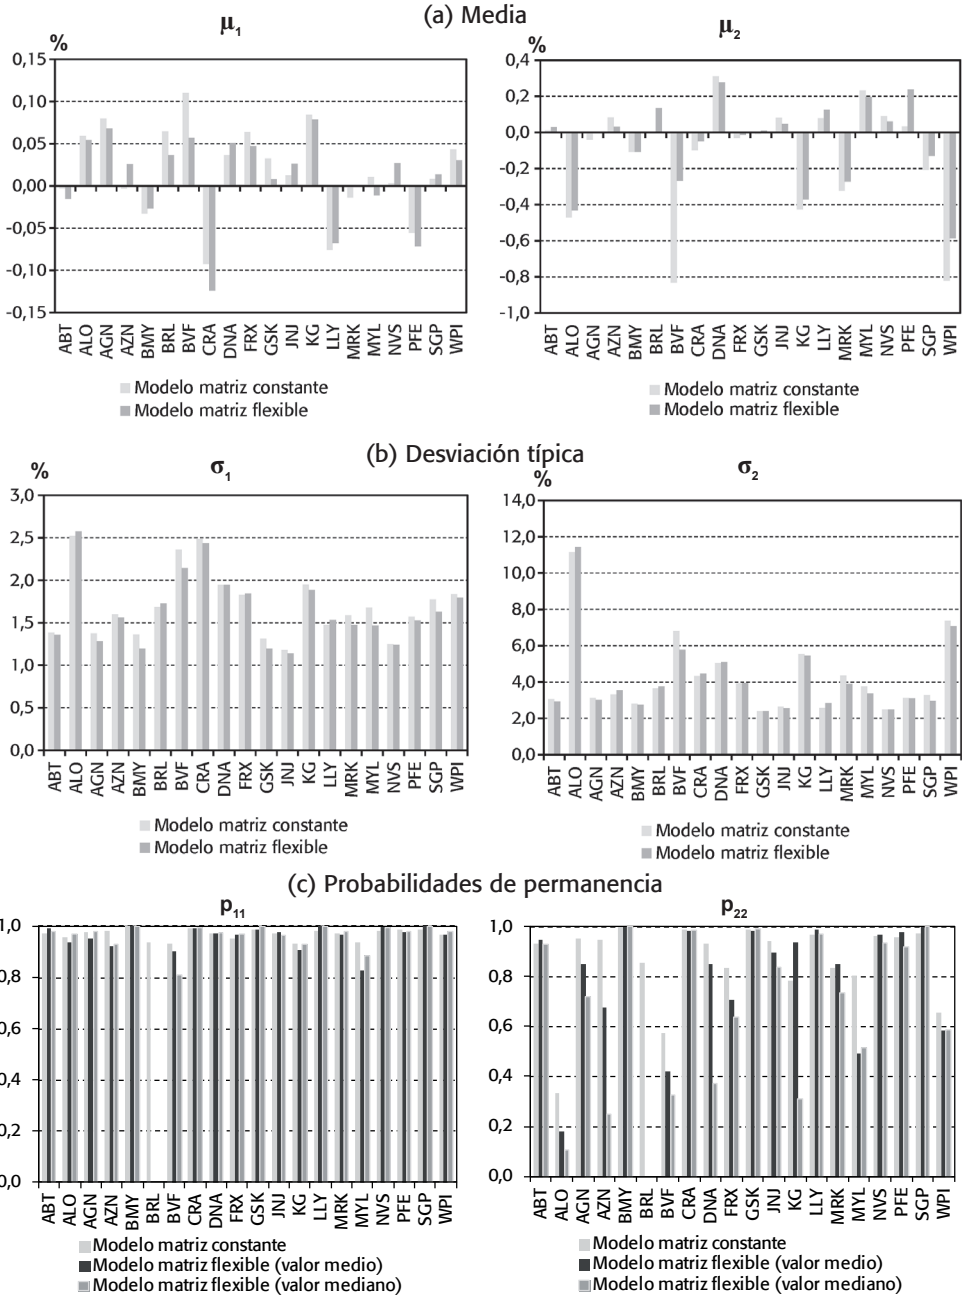 (a) Media
μ1
μ2
%
%
0,15
0,10
0,05
0,00
-0,05
-0,10
-0,15
0,4
0,2
0,0
-0,2
-0,4
-0,6
-0,8
-1,0
ABT ALO AGN AZN BMY BRL BVF CRA DNA FRX GSK JNJ KG LLY MRK MYL NVS PFE SGP WPI
ABT ALO AGN AZN BMY BRL BVF CRA DNA FRX GSK JNJ KG LLY MRK MYL NVS PFE SGP WPI
Modelo matriz constante
Modelo matriz flexible
Modelo matriz constante
Modelo matriz flexible
(b) Desviación típica
σ1
σ2
%
%
3,0
2,5
2,0
1,5
1,0
0,5
0,0
14,0
12,0
10,0
8,0
6,0
4,0
2,0
0,0
ABT ALO AGN AZN BMY BRL BVF CRA DNA FRX GSK JNJ KG LLY MRK MYL NVS PFE SGP WPI
ABT ALO AGN AZN BMY BRL BVF CRA DNA FRX GSK JNJ KG LLY MRK MYL NVS PFE SGP WPI
Modelo matriz constante
Modelo matriz flexible
Modelo matriz constante
Modelo matriz flexible
(c) Probabilidades de permanencia
p11
p22
1,0
0,8
0,6
0,4
0,2
0,0
1,0
0,8
0,6
0,4
0,2
0,0
ABT ALO AGN AZN BMY BRL BVF CRA DNA FRX GSK JNJ KG LLY MRK MYL NVS PFE SGP WPI
ABT ALO AGN AZN BMY BRL BVF CRA DNA FRX GSK JNJ KG LLY MRK MYL NVS PFE SGP WPI
Modelo matriz constante
Modelo matriz flexible (valor medio)
Modelo matriz flexible (valor mediano)
Modelo matriz constante
Modelo matriz flexible (valor medio)
Modelo matriz flexible (valor mediano)